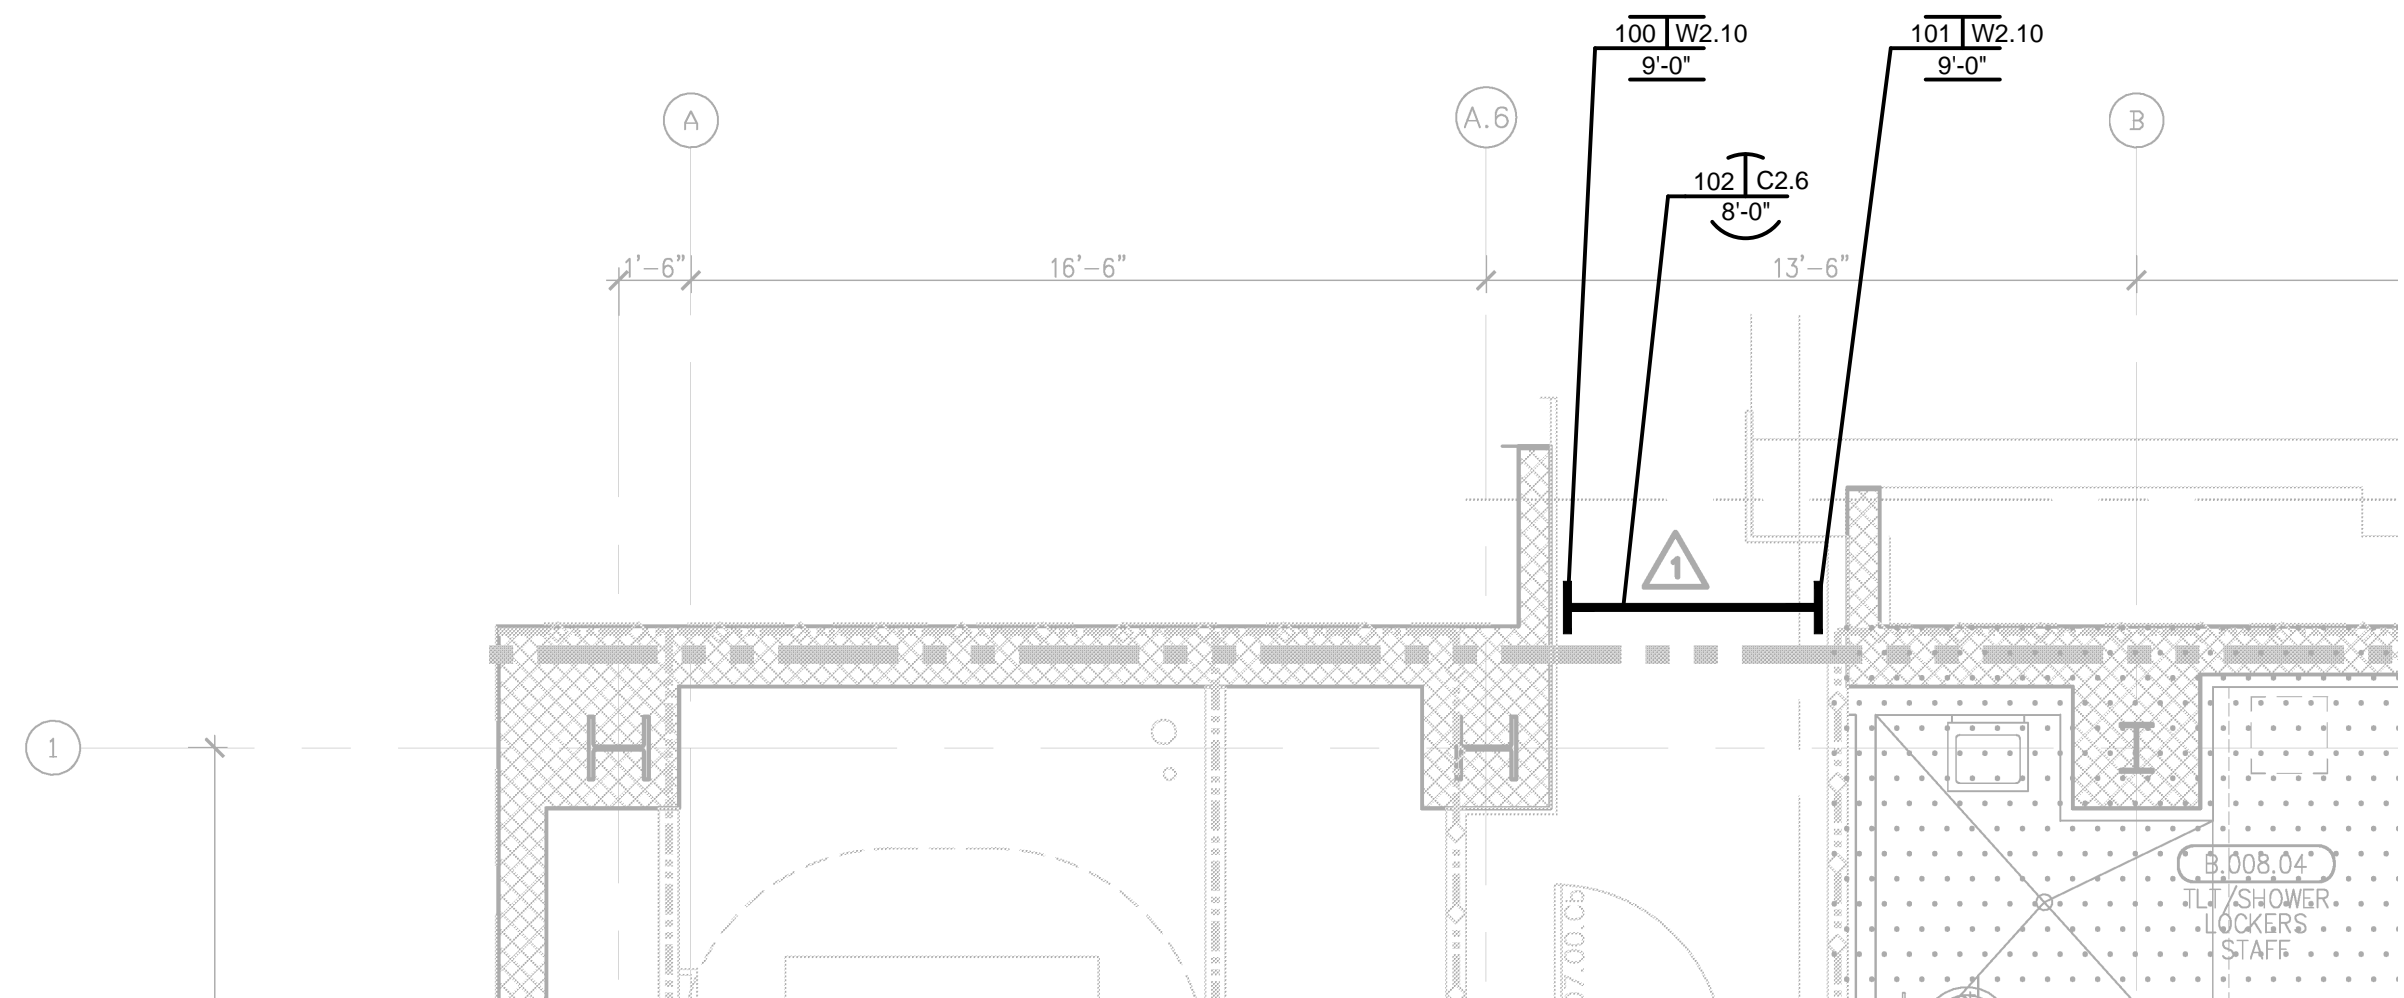 100 W2.10
9'-0"
101 W2.10
9'-0"
A
A.6
B
102 C2.6
8'-0"
1'-6"
16'-6"
13'-6"
1
1
B.008.04
TLT/SHOWER
LOCKERS
STAFF